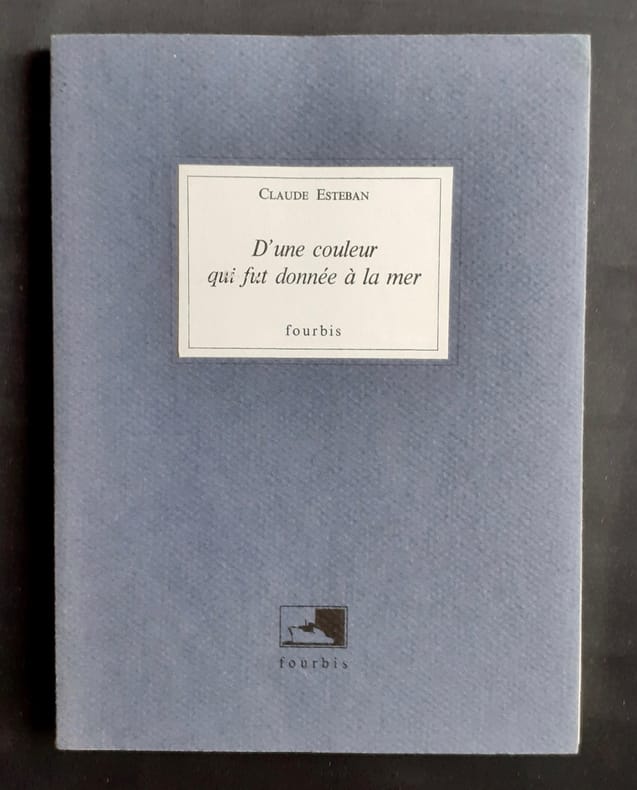 CLAUDE ESTEBAN
D'une couleur
qui fut donnée à la mer
fourbis
fourbis